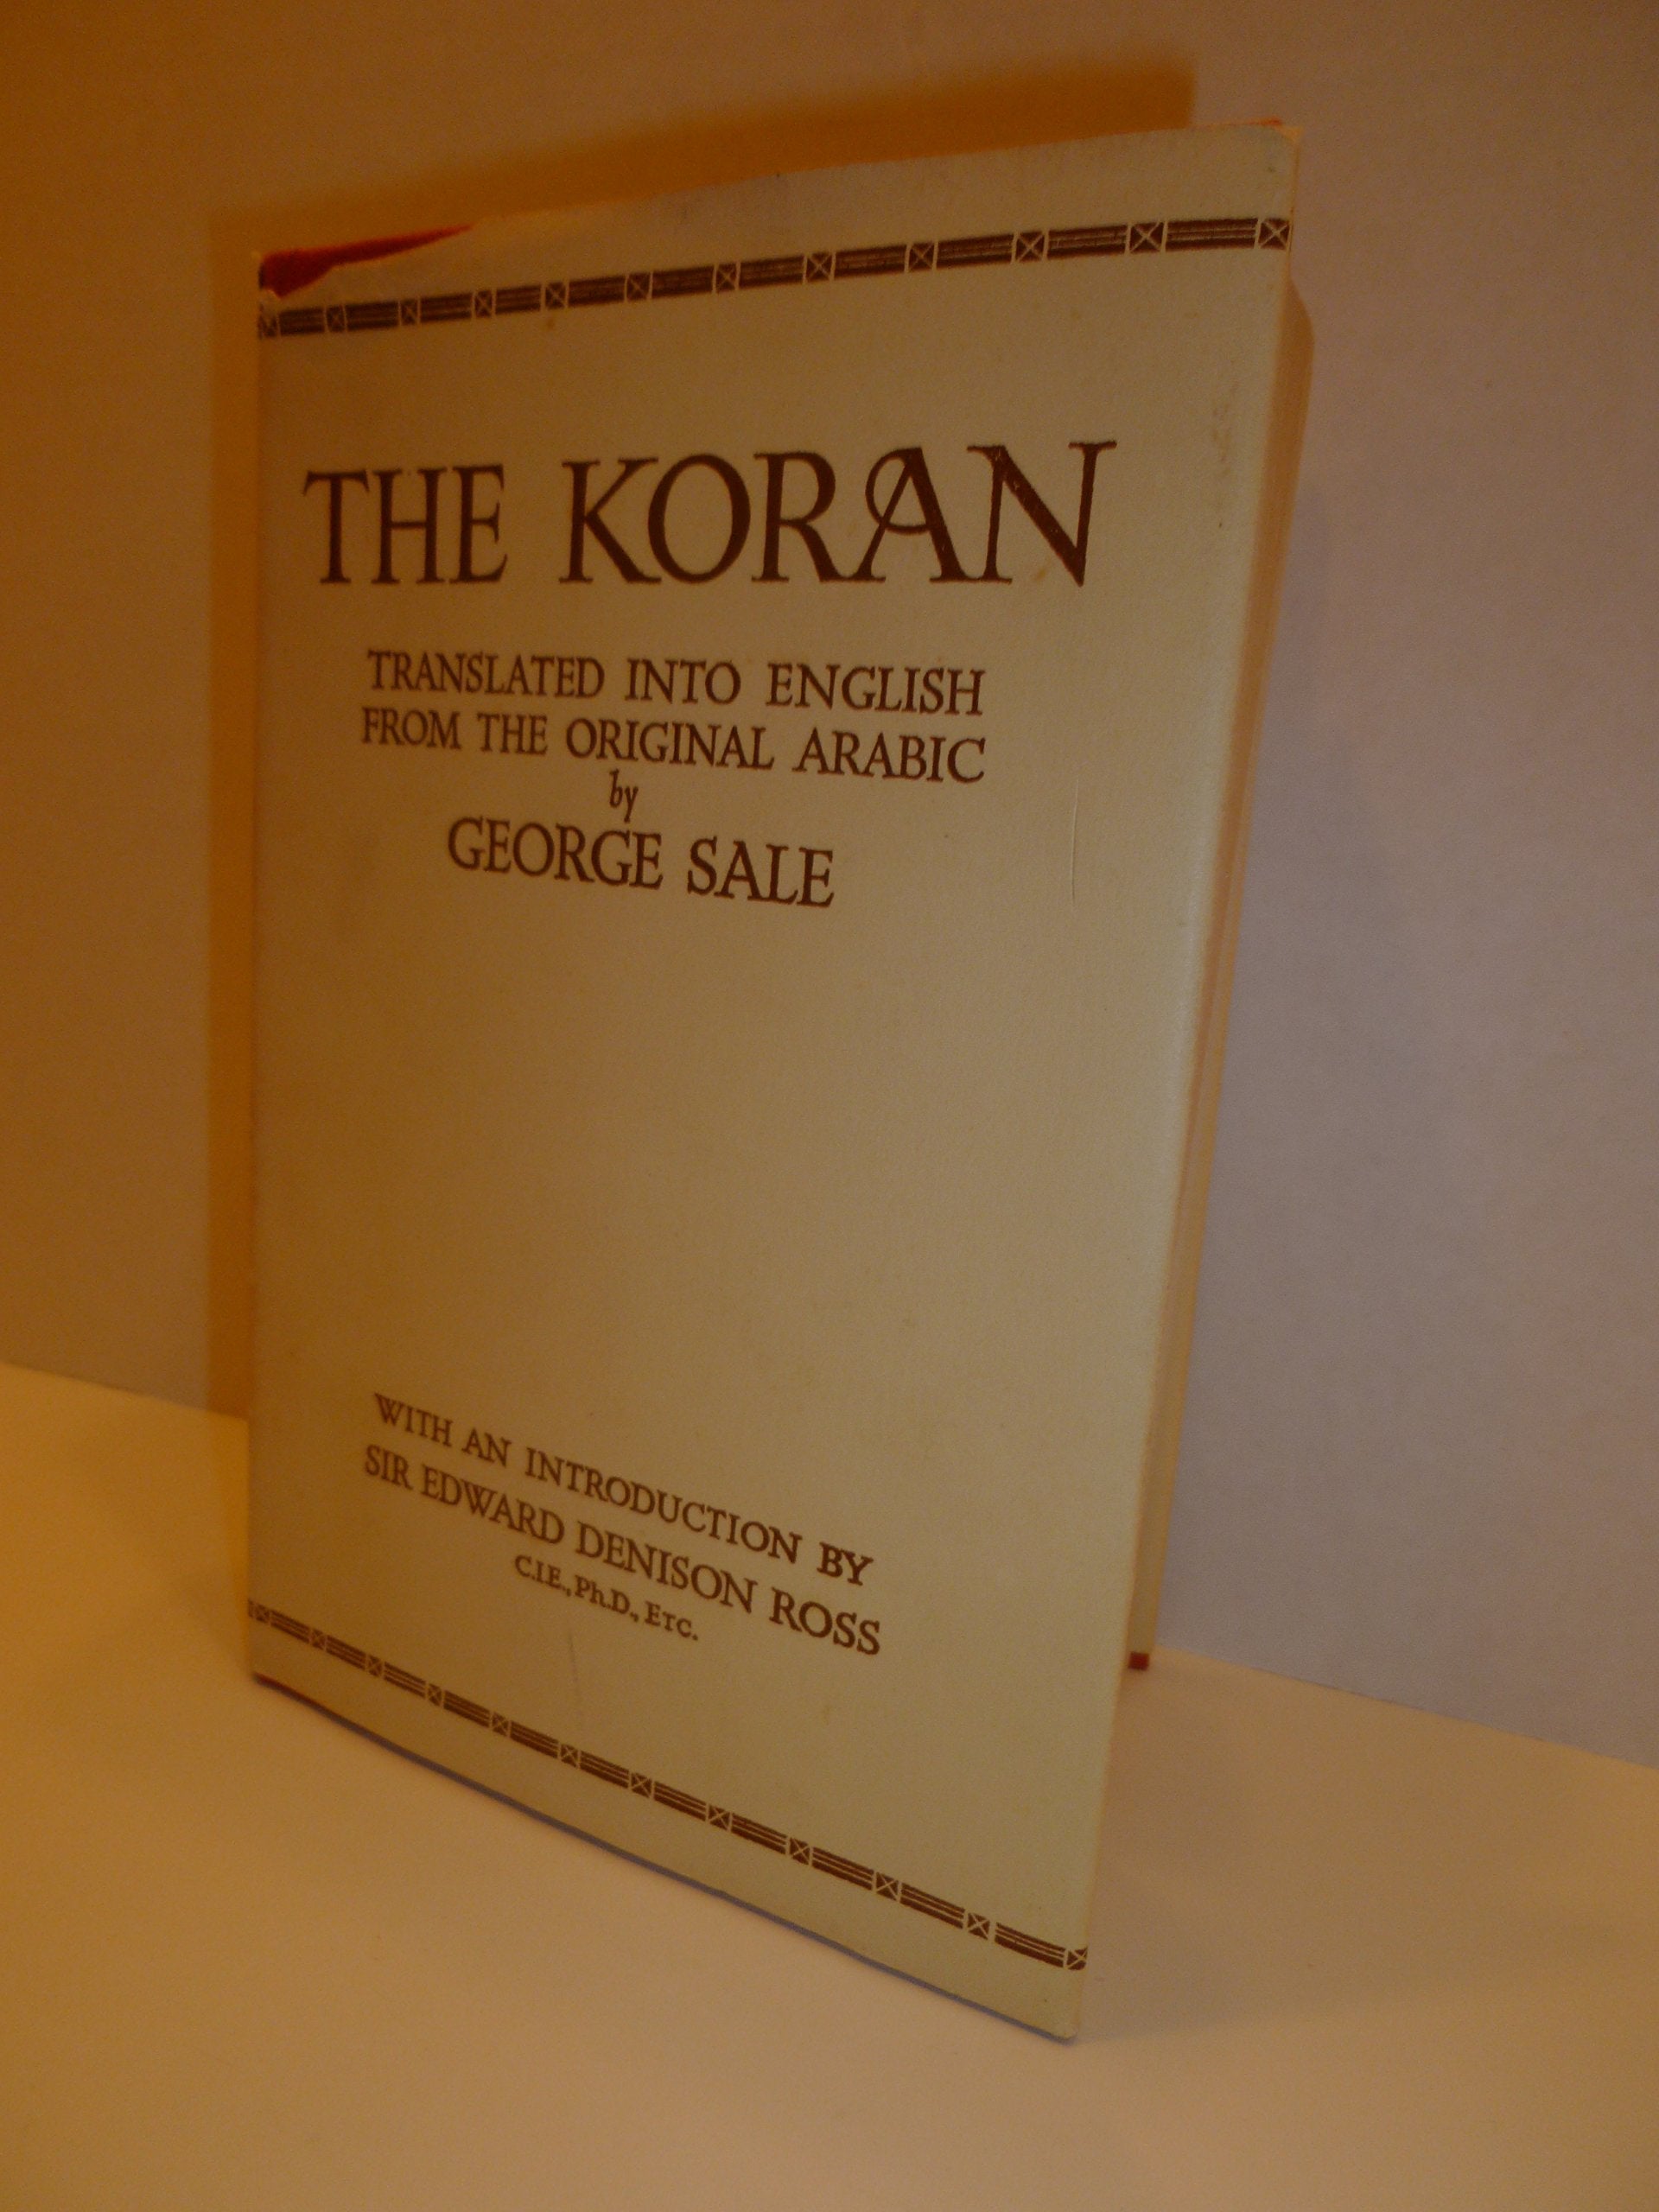 THE KORAN
TRANSLATED INTO ENGLISH
FROM THE ORIGINAL ARABIC
by
GEORGE SALE
WITH AN INTRODUCTION BY
SIR EDWARD DENISON ROSS
C.I.E., Ph.D., ETC.